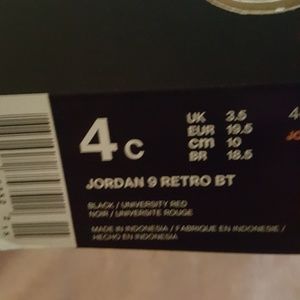 4 C
UK 3.5
EUR 19.5
cm 10
BR 18.5
JORDAN 9 RETRO BT
BLACK / UNIVERSITY RED
NOIR / UNIVERSITE ROUGE
MADE IN INDONESIA / FABRIQUE EN INDONESIE /
HECHO EN INDONESIA